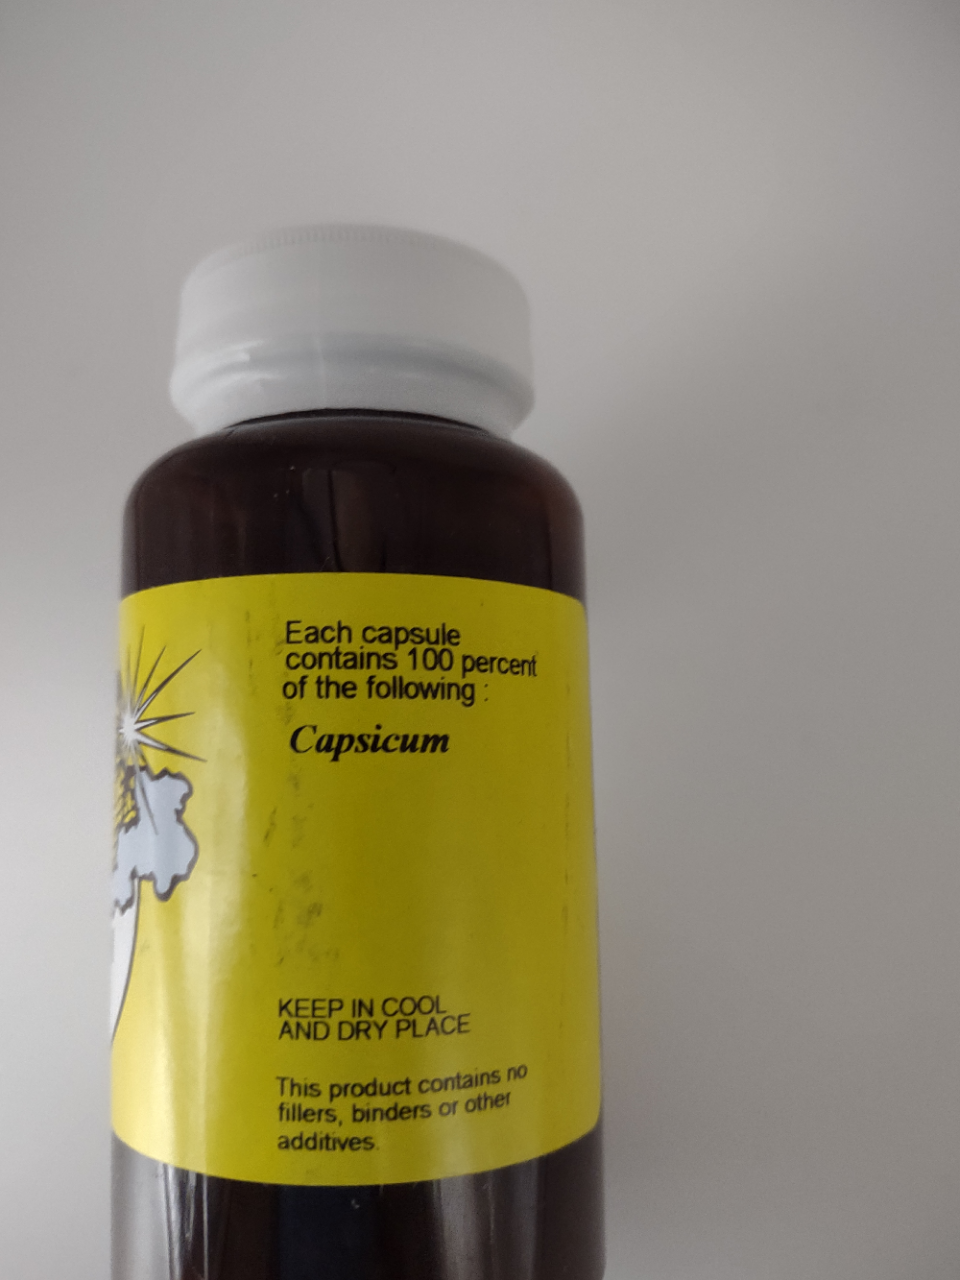 Each capsule
contains 100 percent
of the following :
Capsicum
KEEP IN COOL
AND DRY PLACE
This product contains no
fillers, binders or other
additives.